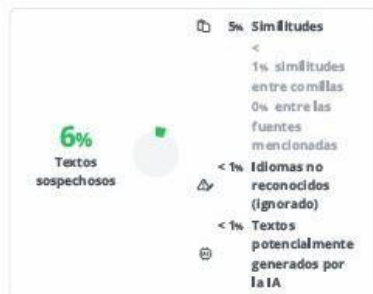 6%
Textos
sospechosos
5% Similitudes
<
1% similitudes
entre comillas
0% entre las
fuentes
mencionadas
< 1% Idiomas no
reconocidos
(ignorado)
< 1% Textos
potencialmente
generados por
la IA